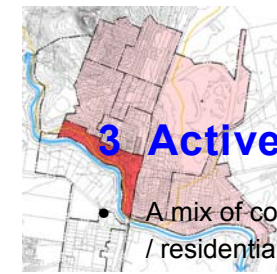 3 Active
• A mix of co
/ residentia